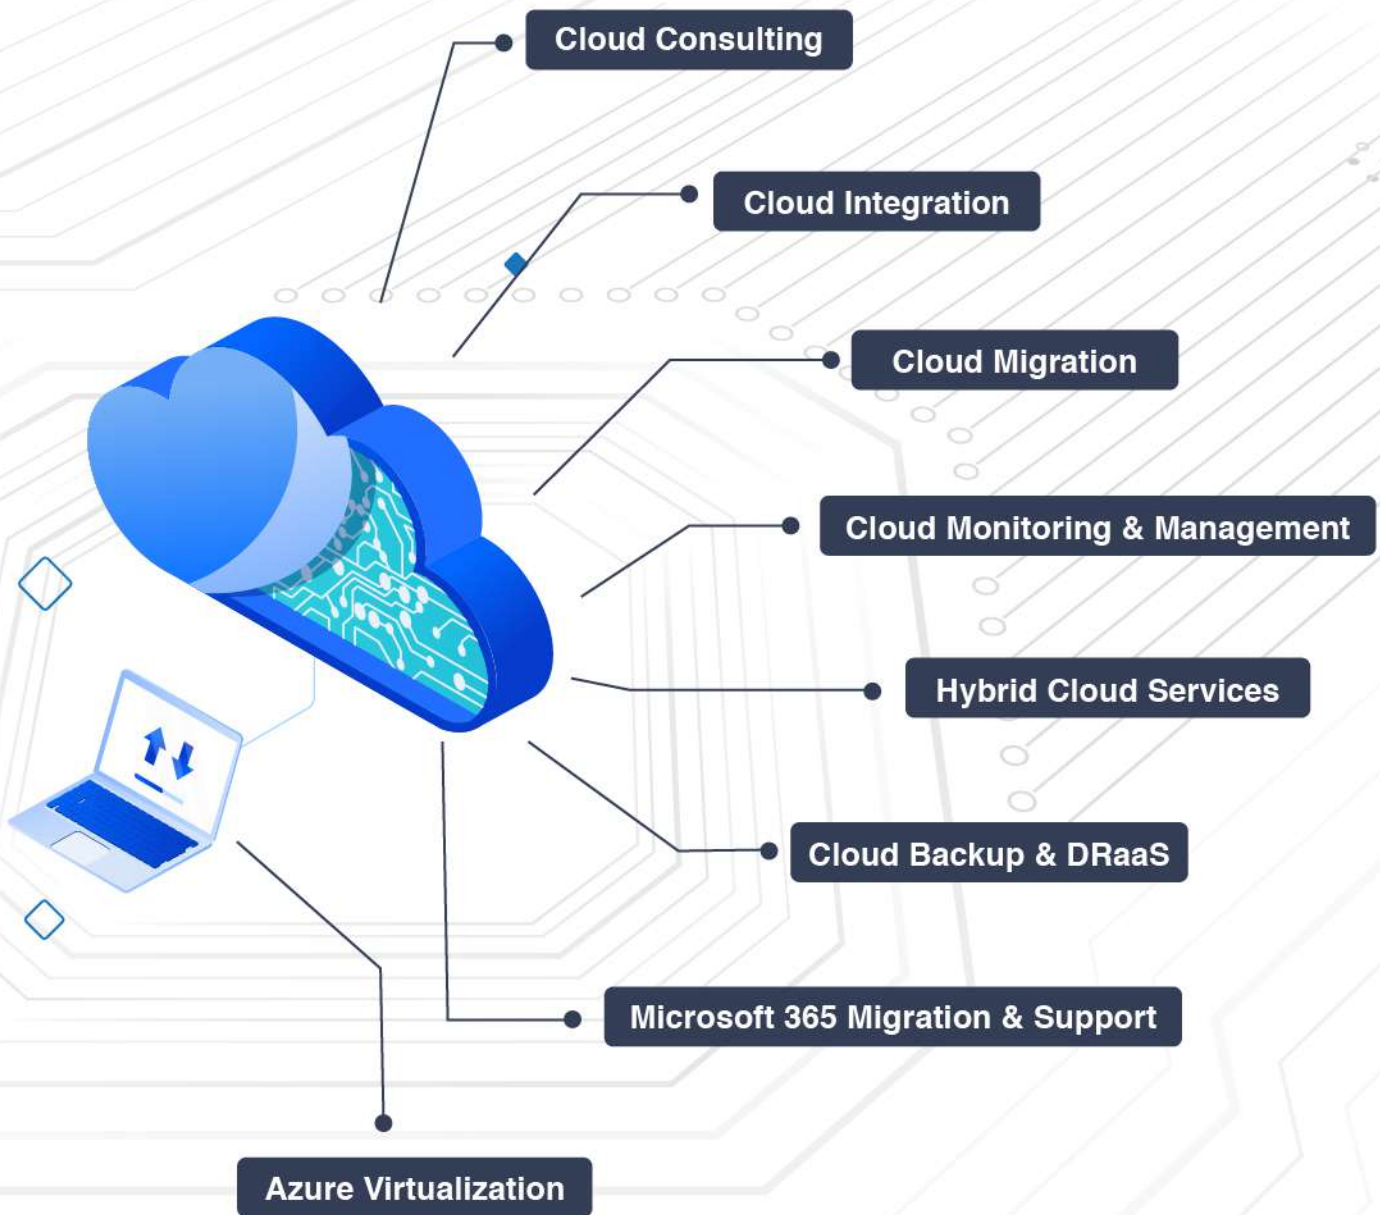 Cloud Consulting
Cloud Integration
Cloud Migration
Cloud Monitoring & Management
Hybrid Cloud Services
Cloud Backup & DRaaS
Microsoft 365 Migration & Support
Azure Virtualization